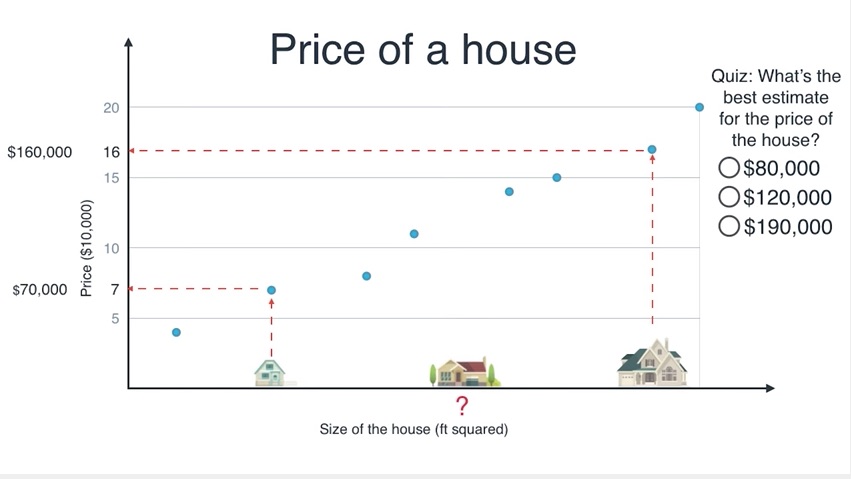 Price of a house
Quiz: What's the
best estimate
for the price of
the house?
$80,000
$120,000
$190,000
20
$160,000
16
15
10
$70,000
7
5
Price ($10,000)
?
Size of the house (ft squared)